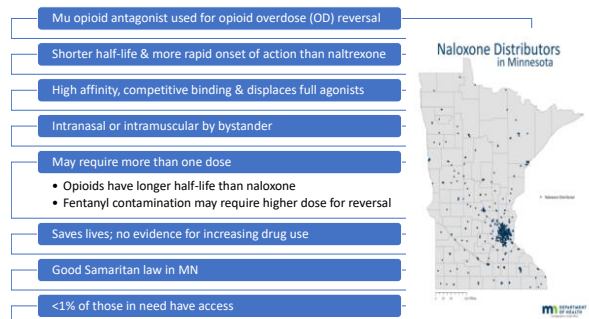 Mu opioid antagonist used for opioid overdose (OD) reversal
Shorter half-life & more rapid onset of action than naltrexone
High affinity, competitive binding & displaces full agonists
Intranasal or intramuscular by bystander
May require more than one dose
• Opioids have longer half-life than naloxone
• Fentanyl contamination may require higher dose for reversal
Saves lives; no evidence for increasing drug use
Good Samaritan law in MN
<1% of those in need have access
Naloxone Distributors
in Minnesota
Naloxone Distributor
DEPARTMENT
OF HEALTH